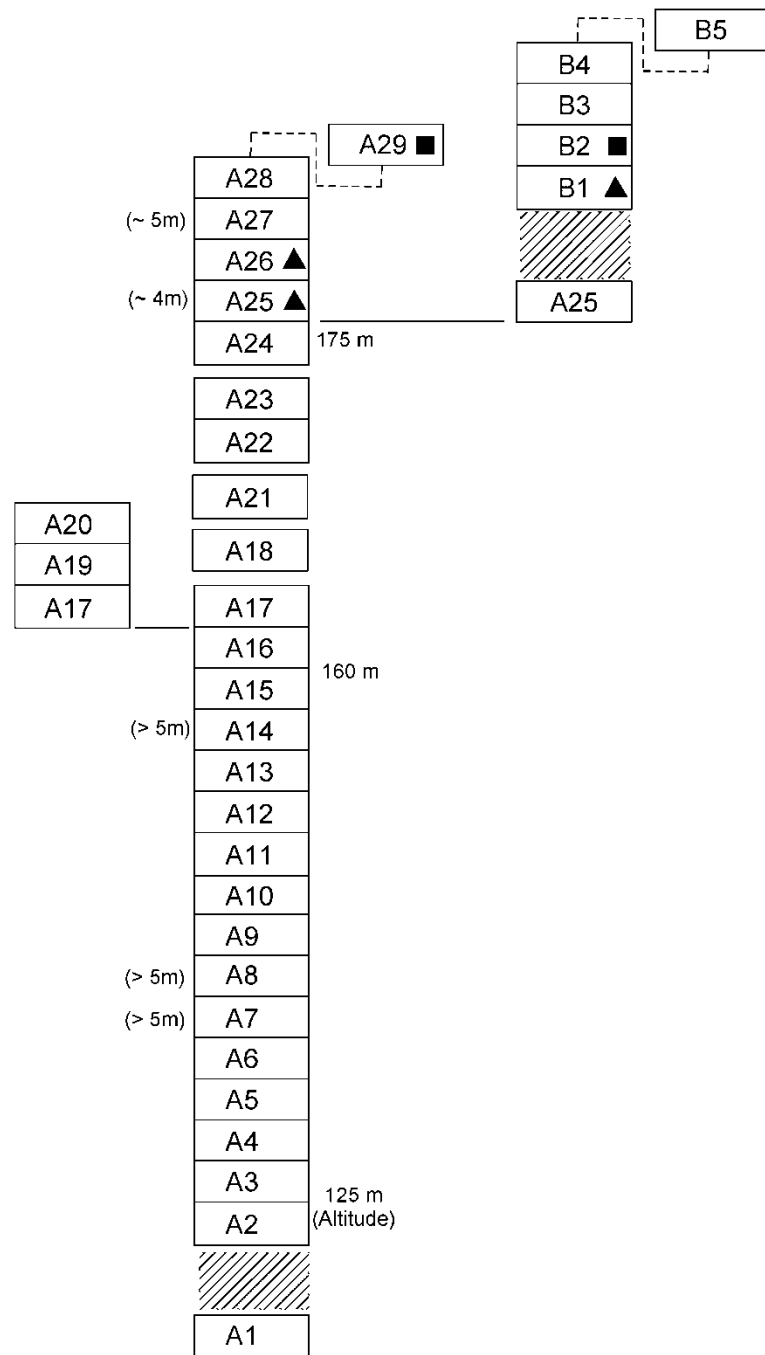 B5
B4
B3
A29 ■
B2 ■
A28
B1 ▲
(~ 5m) A27
A26 ▲
(~ 4m) A25 ▲
A25
A24 175 m
A23
A22
A21
A20
A18
A19
A17
A17
A16
160 m
A15
(> 5m) A14
A13
A12
A11
A10
A9
(> 5m) A8
(> 5m) A7
A6
A5
A4
A3
125 m
(Altitude)
A2
A1